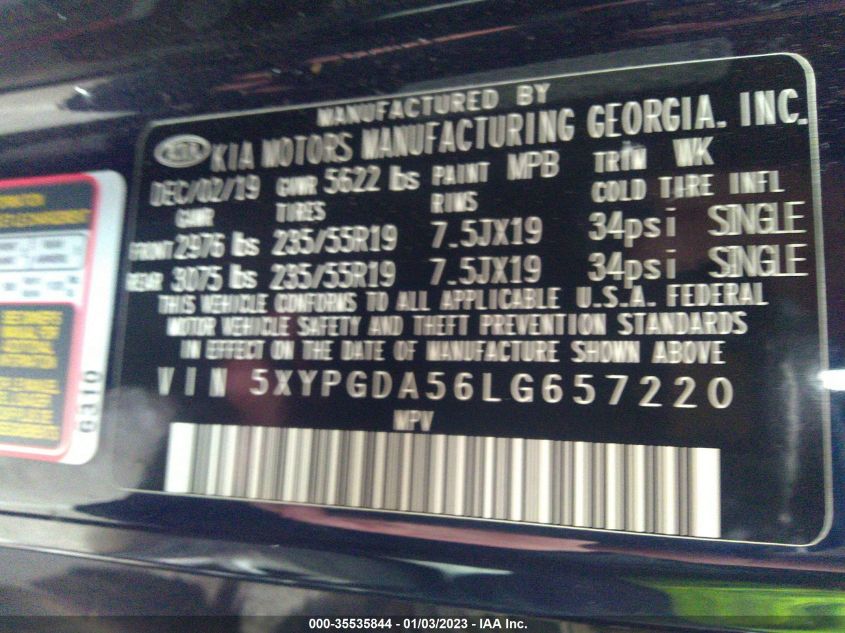 MANUFACTURED BY
KIA KIA MOTORS MANUFACTURING GEORGIA, INC.
DEC/02/19 GVWR 5622 lbs PAINT MPB TRIM WK
GAWR TIRES RIMS COLD TIRE INFL
FRONT 2976 lbs 235/55R19 7.5JX19 34psi SINGLE
REAR 3075 lbs 235/55R19 7.5JX19 34psi SINGLE
THIS VEHICLE CONFORMS TO ALL APPLICABLE U.S.A. FEDERAL
MOTOR VEHICLE SAFETY AND THEFT PREVENTION STANDARDS
IN EFFECT ON THE DATE OF MANUFACTURE SHOWN ABOVE
VIN 5XYPGDA56LG657220
MPV
G310
000-35535844 - 01/03/2023 - IAA Inc.